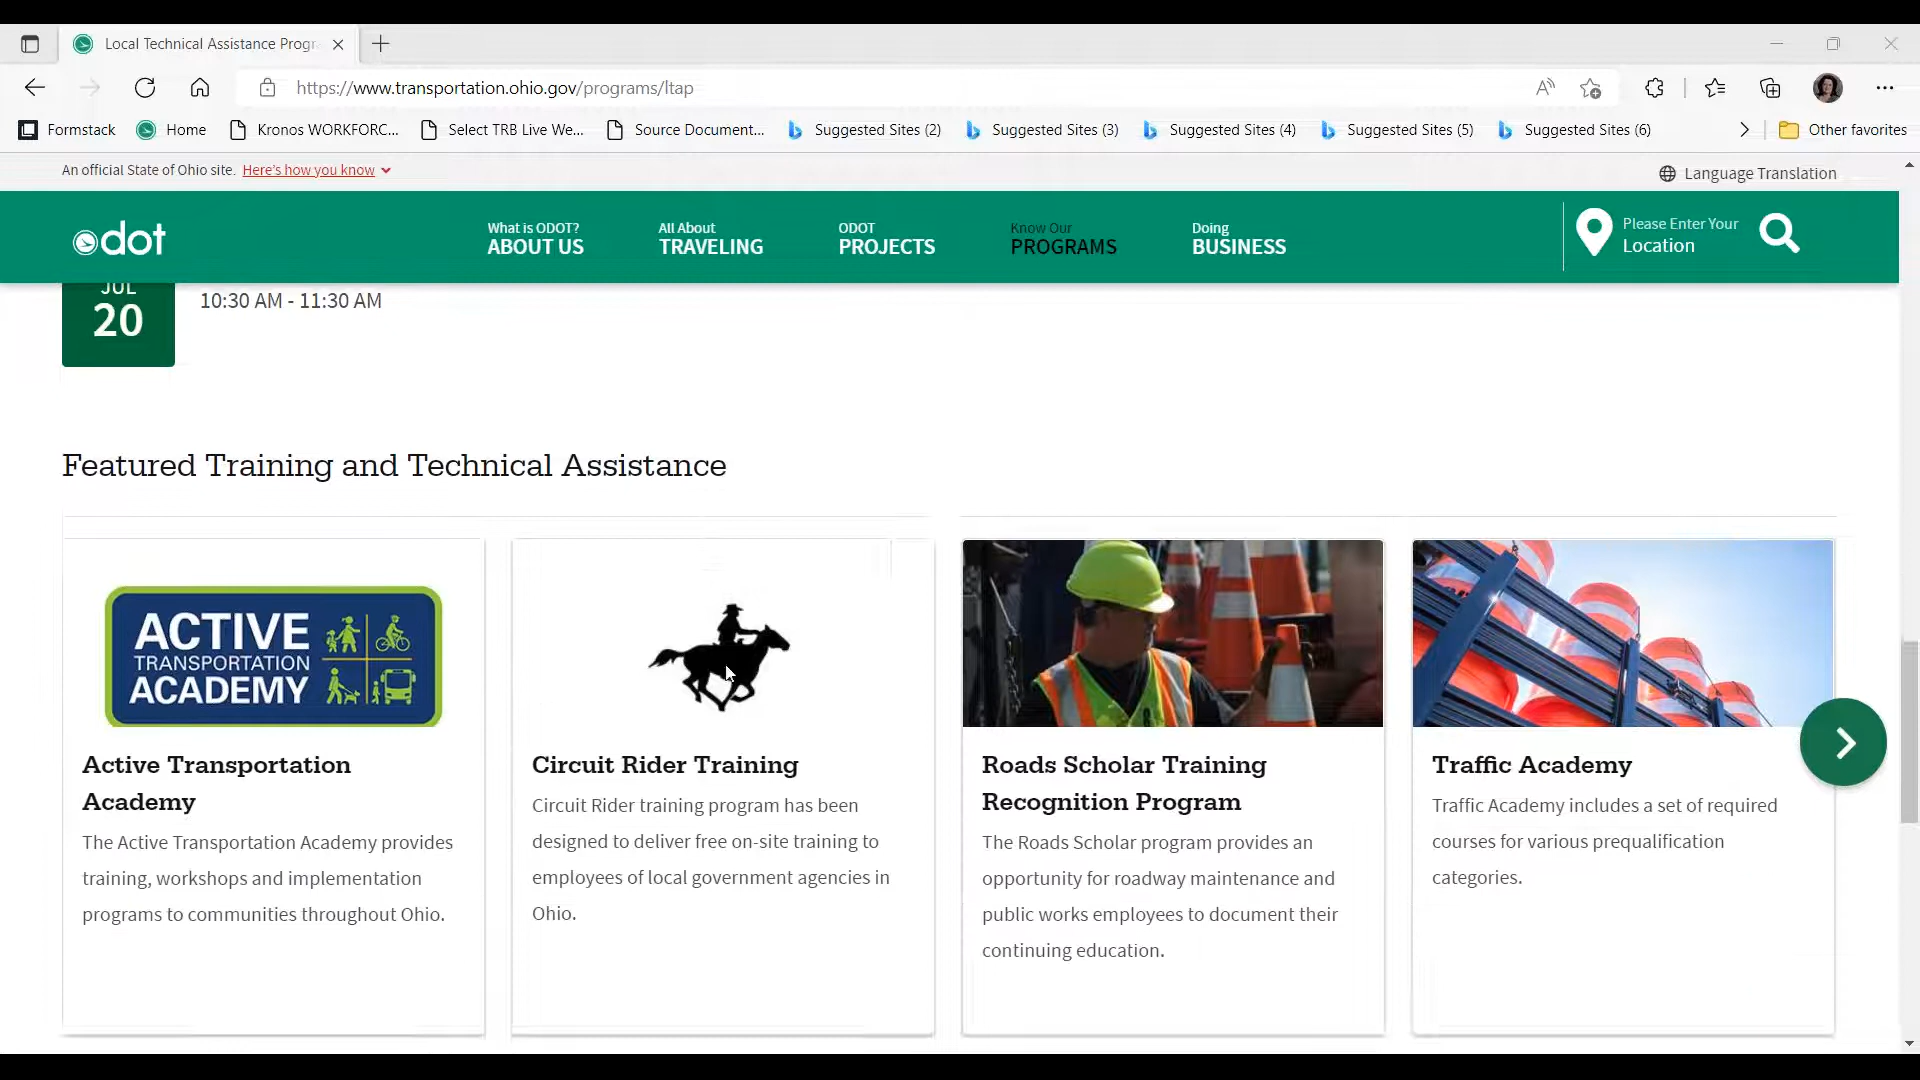 Local Technical Assistance Progr
https://www.transportation.ohio.gov/programs/ltap
Formstack
Home
Kronos WORKFORC...
Select TRB Live We...
Source Document...
Suggested Sites (2)
Suggested Sites (3)
Suggested Sites (4)
Suggested Sites (5)
Suggested Sites (6)
Other favorites
An official State of Ohio site. Here's how you know
Language Translation
odot
What is ODOT?
ABOUT US
All About
TRAVELING
ODOT
PROJECTS
Know Our
PROGRAMS
Doing
BUSINESS
Please Enter Your
Location
JUL
20
10:30 AM - 11:30 AM
Featured Training and Technical Assistance
ACTIVE
TRANSPORTATION
ACADEMY
Active Transportation
Academy
The Active Transportation Academy provides
training, workshops and implementation
programs to communities throughout Ohio.
Circuit Rider Training
Circuit Rider training program has been
designed to deliver free on-site training to
employees of local government agencies in
Ohio.
Roads Scholar Training
Recognition Program
The Roads Scholar program provides an
opportunity for roadway maintenance and
public works employees to document their
continuing education.
Traffic Academy
Traffic Academy includes a set of required
courses for various prequalification
categories.